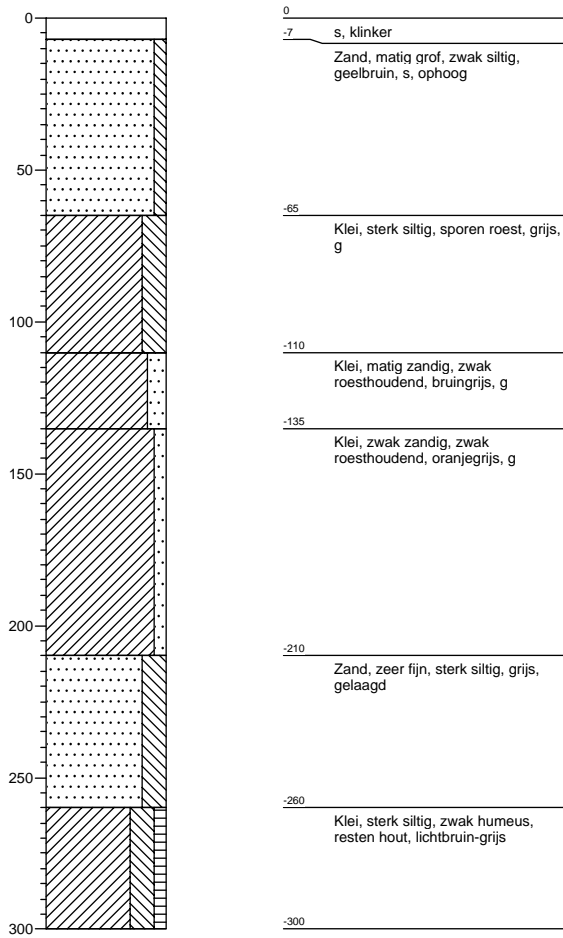 0
50
100
150
200
250
300
0
s, klinker
-7
Zand, matig grof, zwak siltig,
geelbruin, s, ophoog
-65
Klei, sterk siltig, sporen roest, grijs,
g
-110
Klei, matig zandig, zwak
roesthoudend, bruingrijs, g
-135
Klei, zwak zandig, zwak
roesthoudend, oranjegrijs, g
-210
Zand, zeer fijn, sterk siltig, grijs,
gelaagd
-260
Klei, sterk siltig, zwak humeus,
resten hout, lichtbruin-grijs
-300